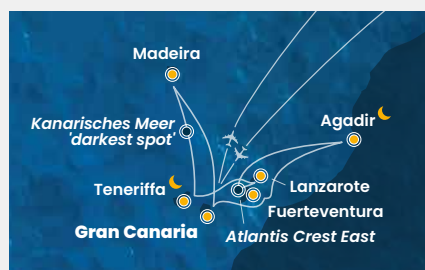 Madeira
Kanarisches Meer
'darkest spot'
Agadir
Teneriffa
Lanzarote
Fuerteventura
Gran Canaria
Atlantis Crest East